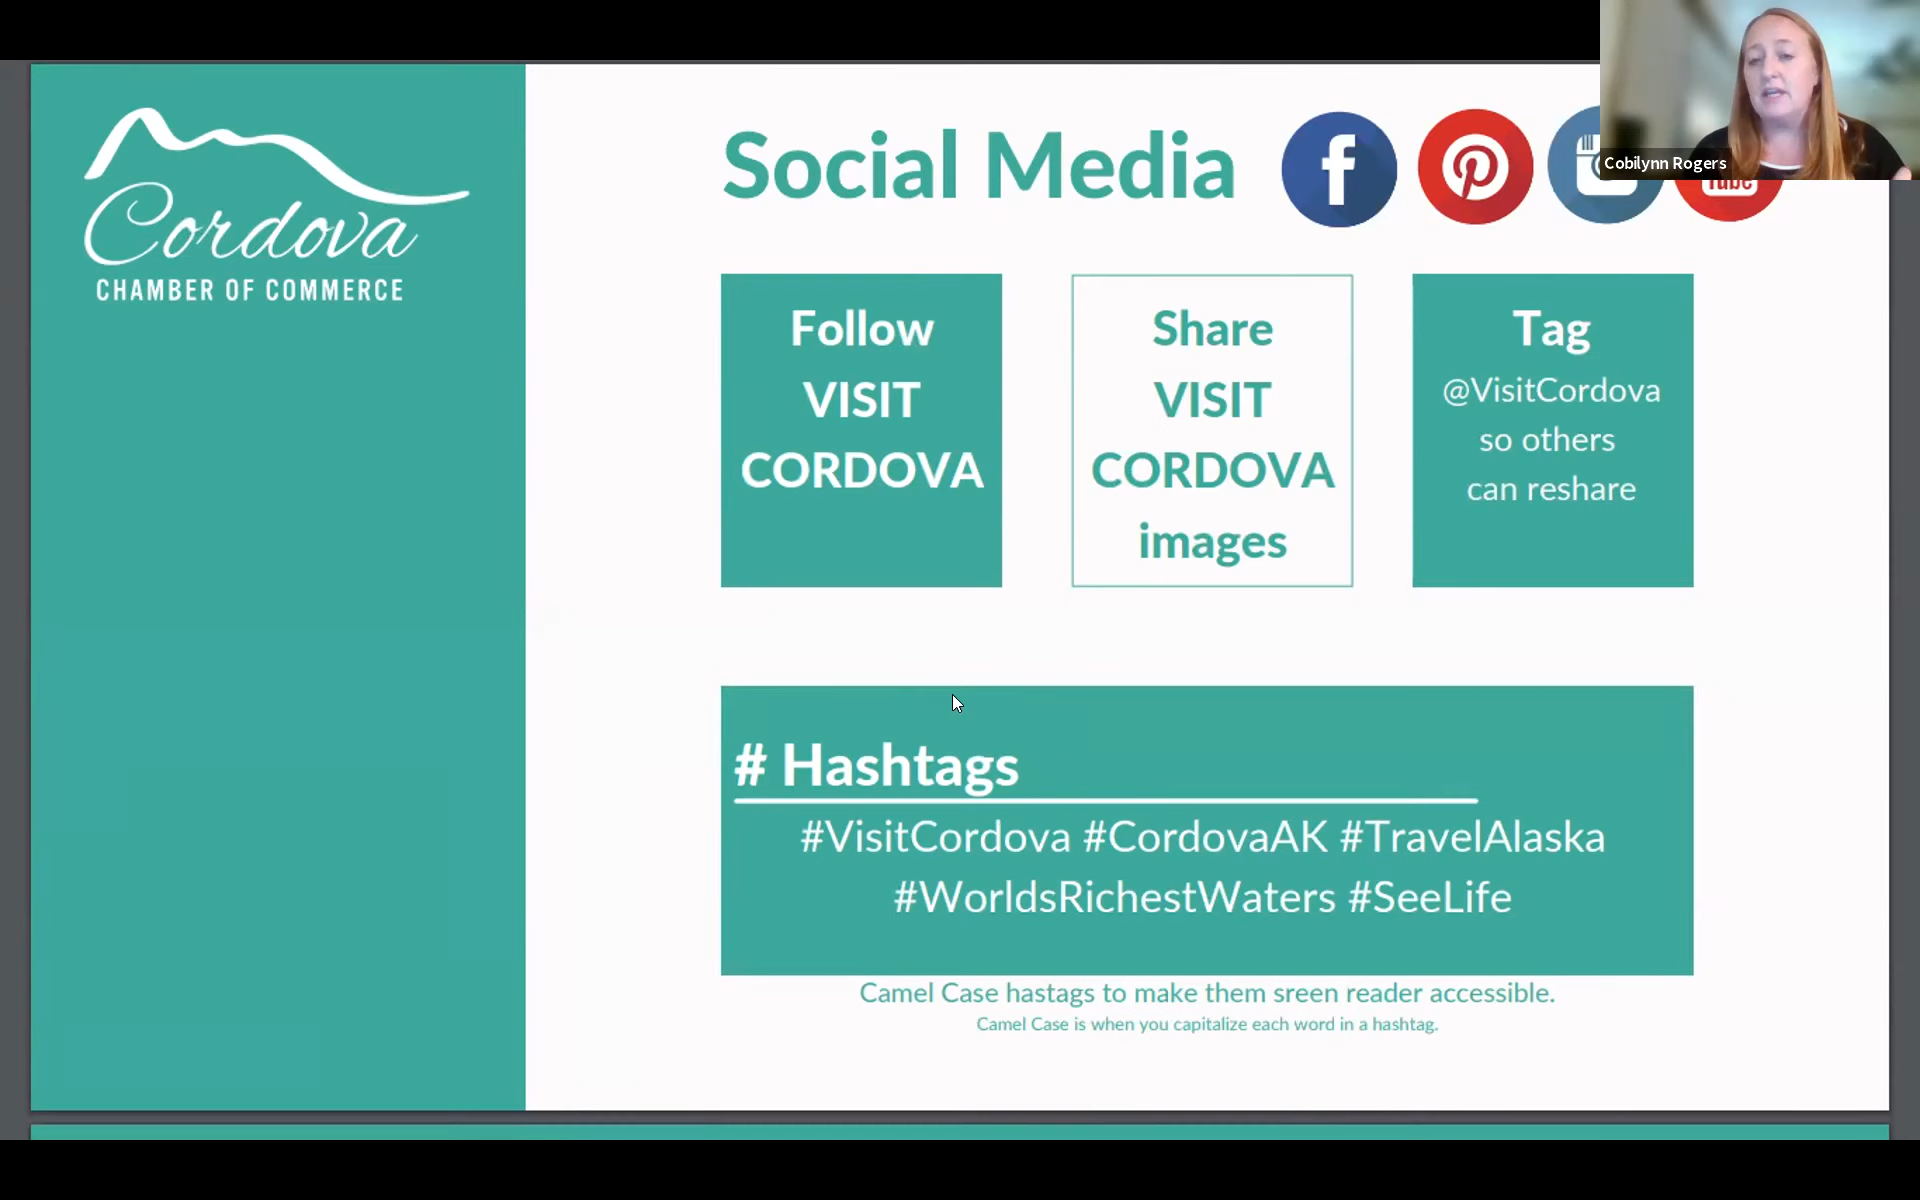 Cordova
CHAMBER OF COMMERCE
Social Media
f
Tube
Cobilynn Rogers
Follow
VISIT
CORDOVA
Share
VISIT
CORDOVA
images
Tag
@VisitCordova
so others
can reshare
# Hashtags
#VisitCordova #CordovaAK #TravelAlaska
#WorldsRichestWaters #SeeLife
Camel Case hastags to make them sreen reader accessible.
Camel Case is when you capitalize each word in a hashtag.